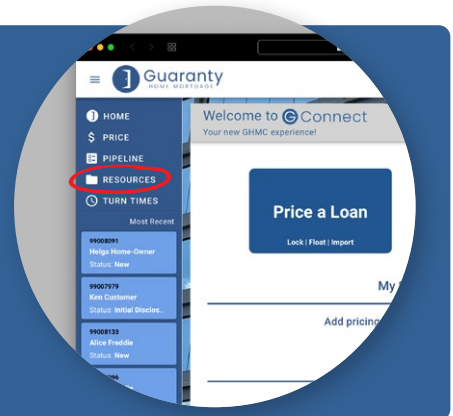 Guaranty
HOME MORTGAGE
HOME
PRICE
PIPELINE
RESOURCES
TURN TIMES
Most Recent
99008091
Helga Home-Owner
Status: New
99007979
Ken Customer
Status: Initial Disclos..
99008133
Alice Freddie
Status: New
Welcome to G Connect
Your new GHMC experience!
Price a Loan
Lock | Float | Import
My
Add pricing